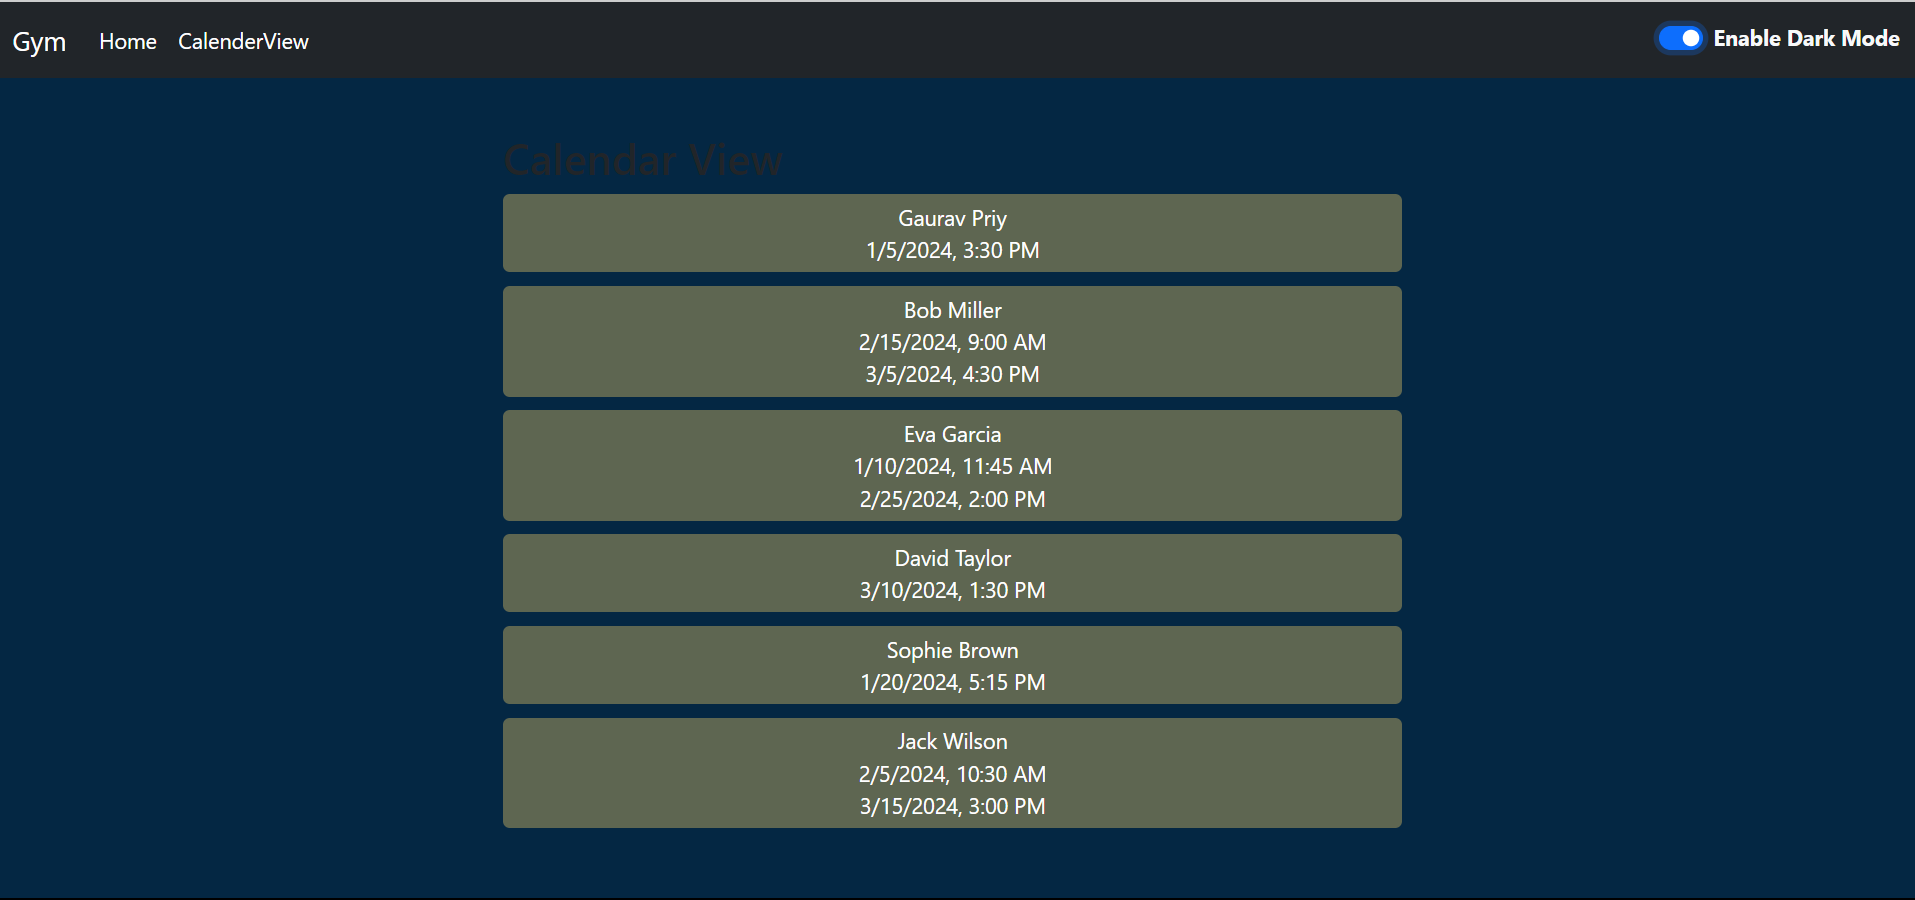 Gym Home CalenderView Enable Dark Mode
Calendar View
Gaurav Priy
1/5/2024, 3:30 PM
Bob Miller
2/15/2024, 9:00 AM
3/5/2024, 4:30 PM
Eva Garcia
1/10/2024, 11:45 AM
2/25/2024, 2:00 PM
David Taylor
3/10/2024, 1:30 PM
Sophie Brown
1/20/2024, 5:15 PM
Jack Wilson
2/5/2024, 10:30 AM
3/15/2024, 3:00 PM